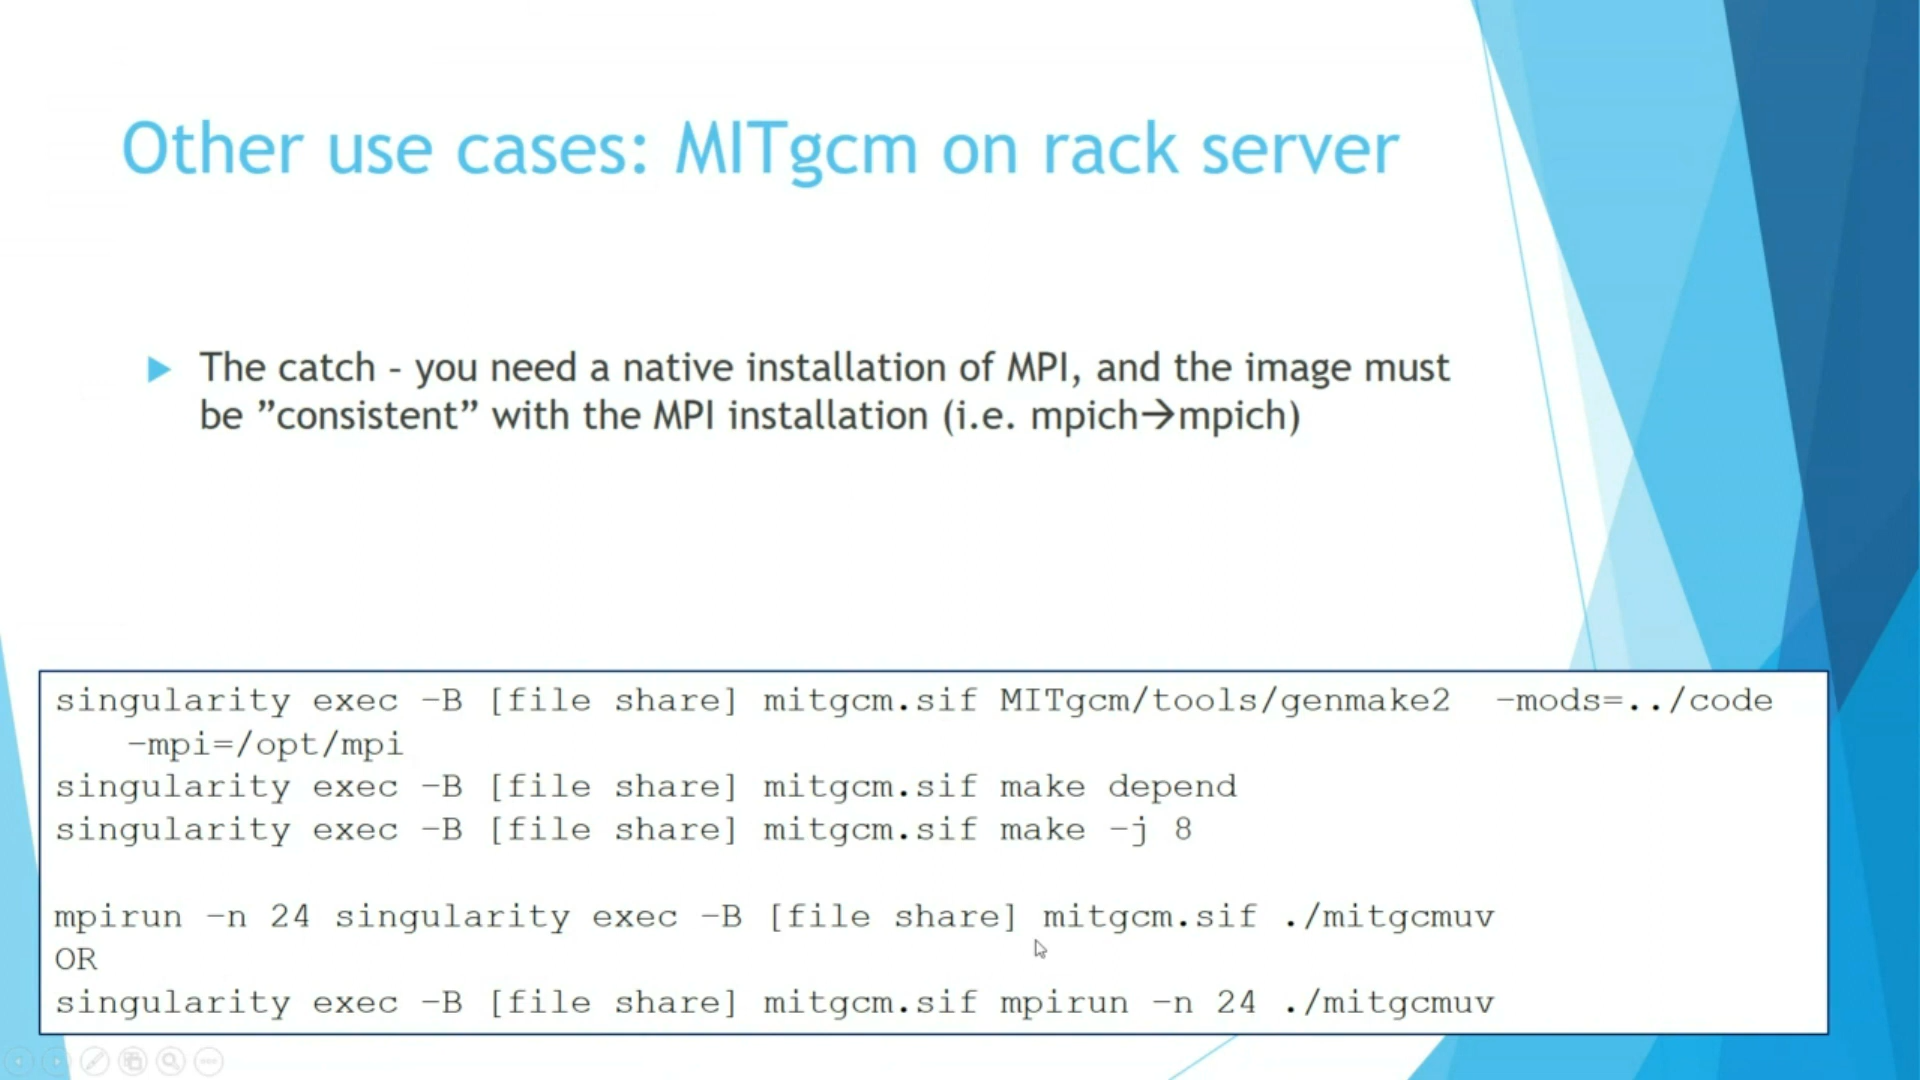 Other use cases: MITgcm on rack server
The catch – you need a native installation of MPI, and the image must
be ”consistent” with the MPI installation (i.e. mpich→mpich)
singularity exec –B [file share] mitgcm.sif MITgcm/tools/genmake2 –mods=../code
–mpi=/opt/mpi
singularity exec –B [file share] mitgcm.sif make depend
singularity exec –B [file share] mitgcm.sif make –j 8
mpirun –n 24 singularity exec –B [file share] mitgcm.sif ./mitgcmuv
OR
singularity exec –B [file share] mitgcm.sif mpirun –n 24 ./mitgcmuv